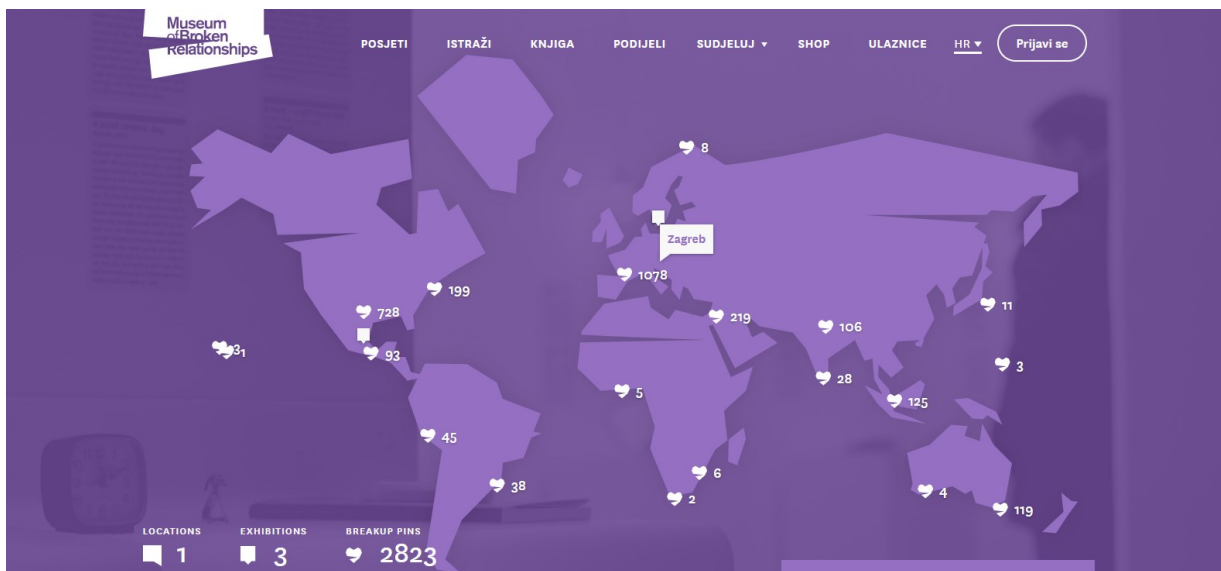 Museum
of Broken
Relationships
POSJETI
ISTRAŽI
KNJIGA
PODIJELI
SUDJELUJ
SHOP
ULAZNICE
HR
Prijavi se
8
Zagreb
1078
199
728
219
11
106
93
3
28
5
125
45
6
38
4
2
119
LOCATIONS
1
EXHIBITIONS
3
BREAKUP PINS
2823